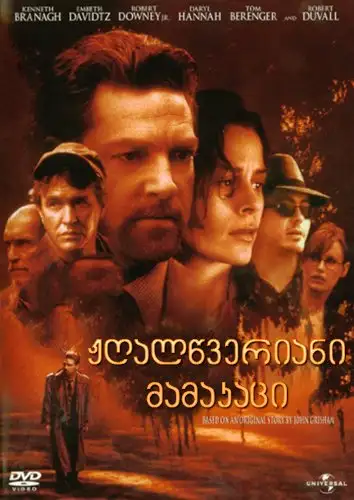 KENNETH BRANAGH EMBETH DAVIDTZ ROBERT DOWNEY JR. DARYL HANNAH TOM BERENGER AND ROBERT DUVALL
ჟღალწვერიანი
მამაკაცი
BASED ON AN ORIGINAL STORY BY JOHN GRISHAM
DVD
VIDEO
UNIVERSAL